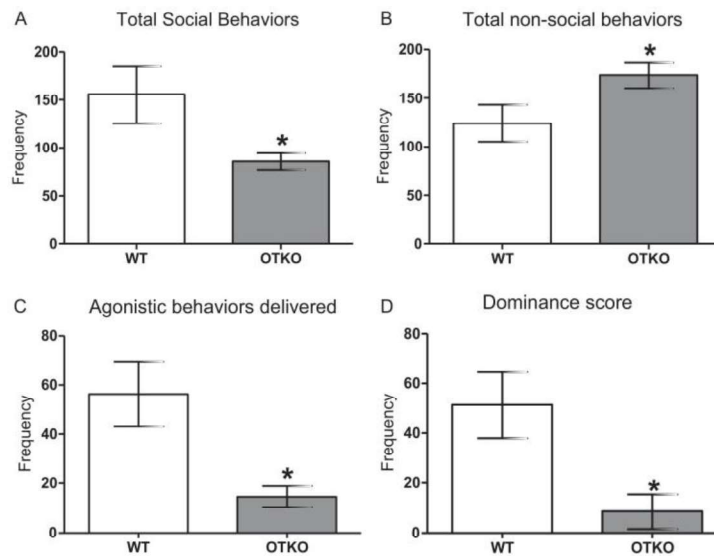 A Total Social Behaviors
Frequency
200
150
100
50
0
*
WT OTKO
B Total non-social behaviors
Frequency
200
150
100
50
0
*
WT OTKO
C Agonistic behaviors delivered
Frequency
80
60
40
20
0
*
WT OTKO
D Dominance score
Frequency
80
60
40
20
0
*
WT OTKO